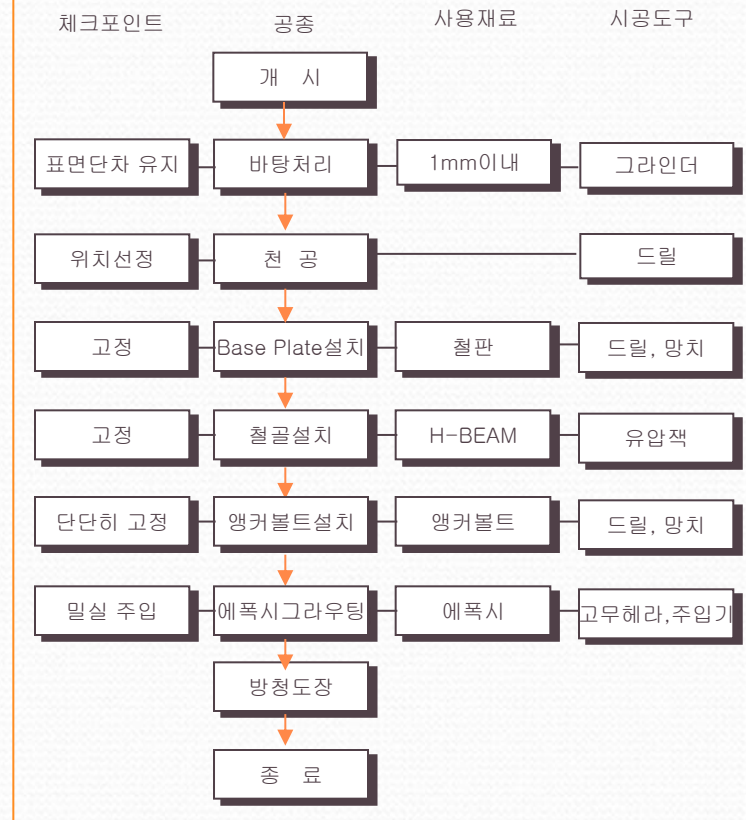 체크포인트 공종 사용재료 시공도구
개 시
표면단차 유지 바탕처리 1mm이내 그라인더
위치선정 천 공 드릴
고정 Base Plate설치 철판 드릴, 망치
고정 철골설치 H-BEAM 유압잭
단단히 고정 앵커볼트설치 앵커볼트 드릴, 망치
밀실 주입 에폭시그라우팅 에폭시 고무헤라,주입기
방청도장
종 료